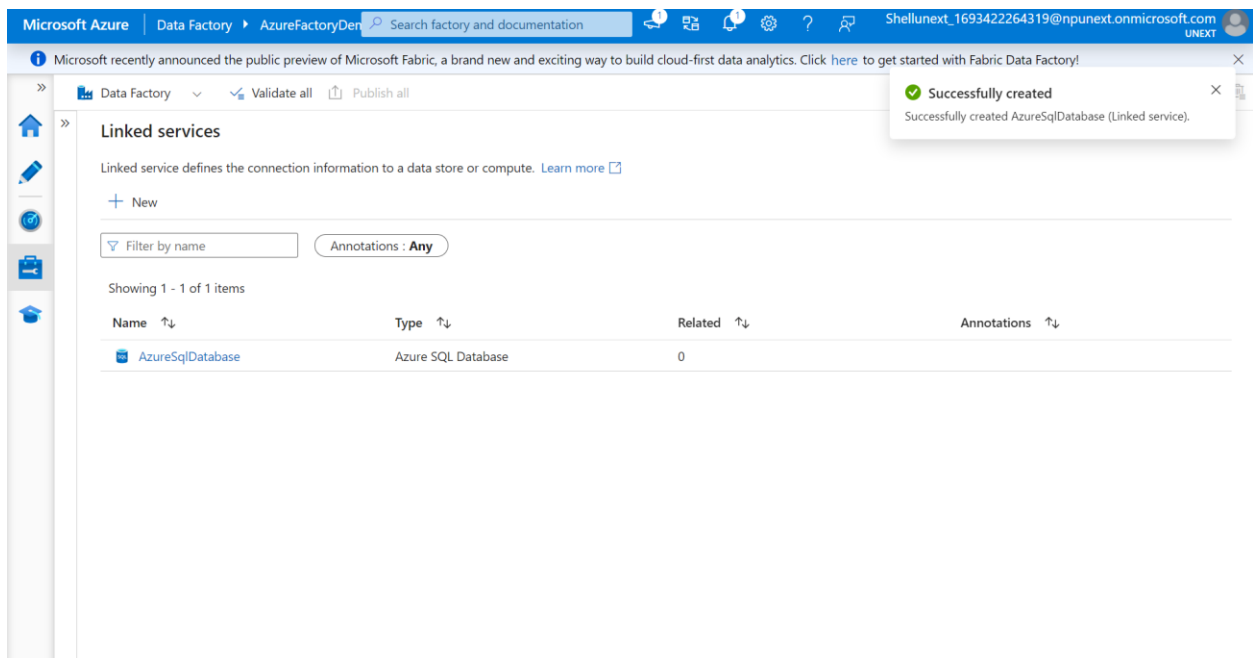 Microsoft Azure | Data Factory ▸ AzureFactoryDen Search factory and documentation 1 1 ? Shellunext_1693422264319@npunext.onmicrosoft.com
UNEXT
Microsoft recently announced the public preview of Microsoft Fabric, a brand new and exciting way to build cloud-first data analytics. Click here to get started with Fabric Data Factory!
Data Factory Validate all Publish all
Successfully created
Successfully created AzureSqlDatabase (Linked service).
Linked services
Linked service defines the connection information to a data store or compute. Learn more
+ New
Filter by name Annotations : Any
Showing 1 - 1 of 1 items
Name Type Related Annotations
SQL AzureSqlDatabase Azure SQL Database 0